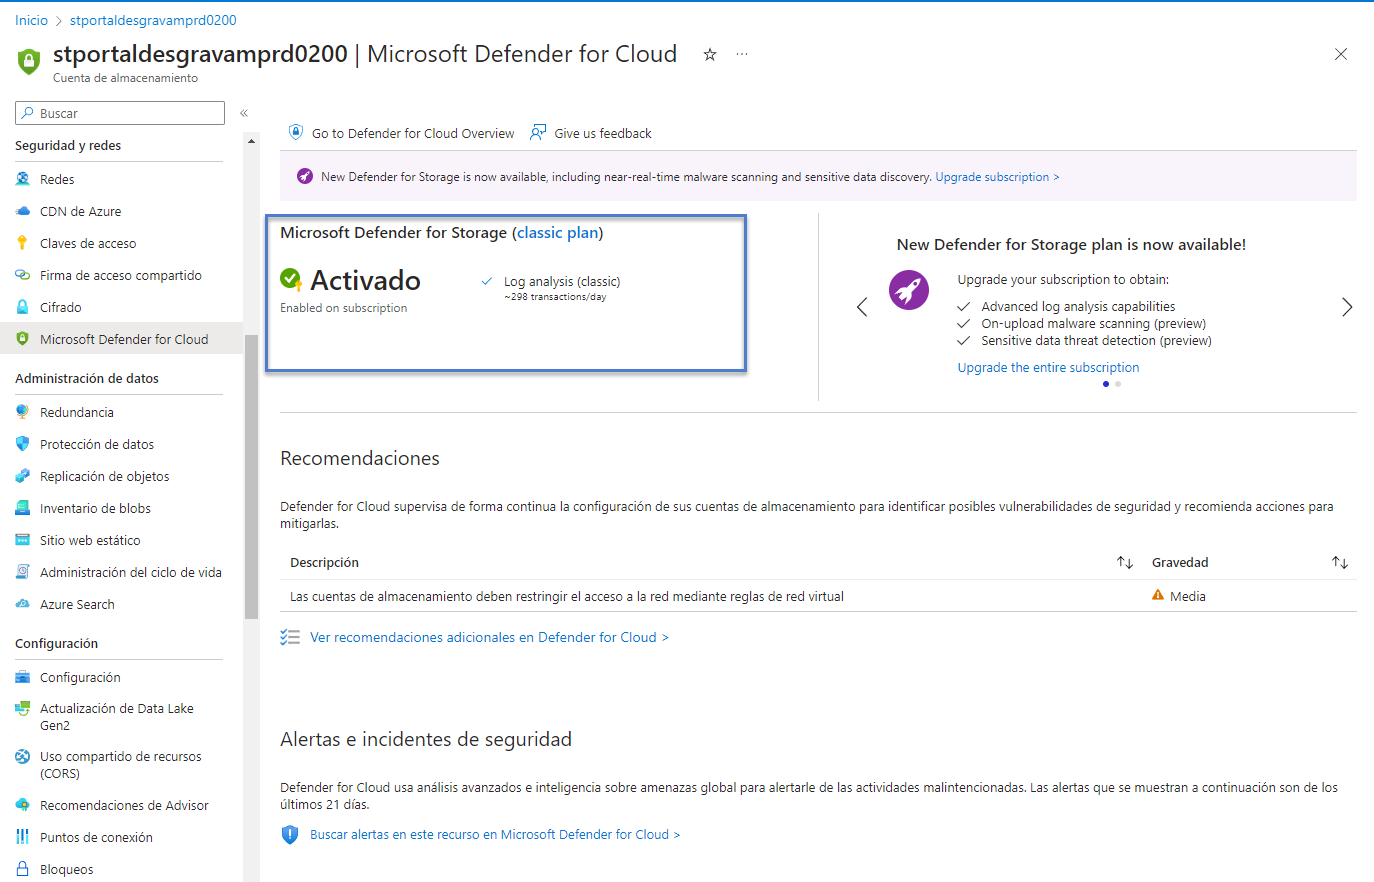 Inicio > stportaldesgravamprd0200
stportaldesgravamprd0200 | Microsoft Defender for Cloud
Cuenta de almacenamiento
Buscar
Seguridad y redes
Redes
CDN de Azure
Claves de acceso
Firma de acceso compartido
Cifrado
Microsoft Defender for Cloud
Administración de datos
Redundancia
Protección de datos
Replicación de objetos
Inventario de blobs
Sitio web estático
Administración del ciclo de vida
Azure Search
Configuración
Configuración
Actualización de Data Lake
Gen2
Uso compartido de recursos
(CORS)
Recomendaciones de Advisor
Puntos de conexión
Bloqueos
Go to Defender for Cloud Overview
Give us feedback
New Defender for Storage is now available, including near-real-time malware scanning and sensitive data discovery. Upgrade subscription >
Microsoft Defender for Storage (classic plan)
Activado
Enabled on subscription
Log analysis (classic)
~298 transactions/day
New Defender for Storage plan is now available!
Upgrade your subscription to obtain:
Advanced log analysis capabilities
On-upload malware scanning (preview)
Sensitive data threat detection (preview)
Upgrade the entire subscription
Recomendaciones
Defender for Cloud supervisa de forma continua la configuración de sus cuentas de almacenamiento para identificar posibles vulnerabilidades de seguridad y recomienda acciones para
mitigarlas.
Descripción
Gravedad
Las cuentas de almacenamiento deben restringir el acceso a la red mediante reglas de red virtual
Media
Ver recomendaciones adicionales en Defender for Cloud >
Alertas e incidentes de seguridad
Defender for Cloud usa análisis avanzados e inteligencia sobre amenazas global para alertarle de las actividades malintencionadas. Las alertas que se muestran a continuación son de los
últimos 21 días.
Buscar alertas en este recurso en Microsoft Defender for Cloud >